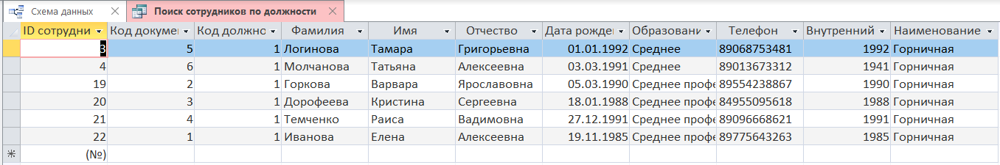 Схема данных Поиск сотрудников по должности
ID сотрудни Код докуме Код должно Фамилия Имя Отчество Дата рожде Образовани Телефон Внутренний Наименование
3 5 1 Логинова Тамара Григорьевна 01.01.1992 Среднее 89068753481 1992 Горничная
4 6 1 Молчанова Татьяна Алексеевна 03.03.1991 Среднее 89013673312 1941 Горничная
19 2 1 Горкова Варвара Ярославовна 05.03.1990 Среднее профе 89554238867 1990 Горничная
20 3 1 Дорофеева Кристина Сергеевна 18.01.1988 Среднее профе 84955095618 1988 Горничная
21 4 1 Темченко Раиса Вадимовна 27.12.1991 Среднее профе 89096668621 1991 Горничная
22 1 1 Иванова Елена Алексеевна 19.11.1985 Среднее профе 89775643263 1985 Горничная
(№)